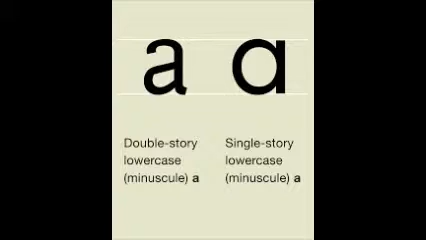 a ɑ
Double-story
lowercase
(minuscule) a
Single-story
lowercase
(minuscule) a